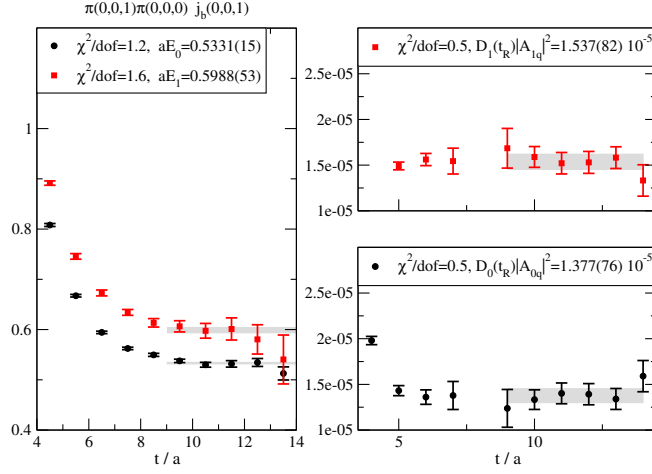 π(0,0,1)π(0,0,0) j_b(0,0,1)
χ²/dof=1.2, aE₀=0.5331(15)
χ²/dof=1.6, aE₁=0.5988(53)
1
0.8
0.6
0.4
4 6 8 10 12 14
t / a
χ²/dof=0.5, D₁(t_R)|A_{1q}|²=1.537(82) 10⁻⁵
2.5e-05
2e-05
1.5e-05
1e-05
χ²/dof=0.5, D₀(t_R)|A_{0q}|²=1.377(76) 10⁻⁵
2.5e-05
2e-05
1.5e-05
1e-05
5 10
t / a